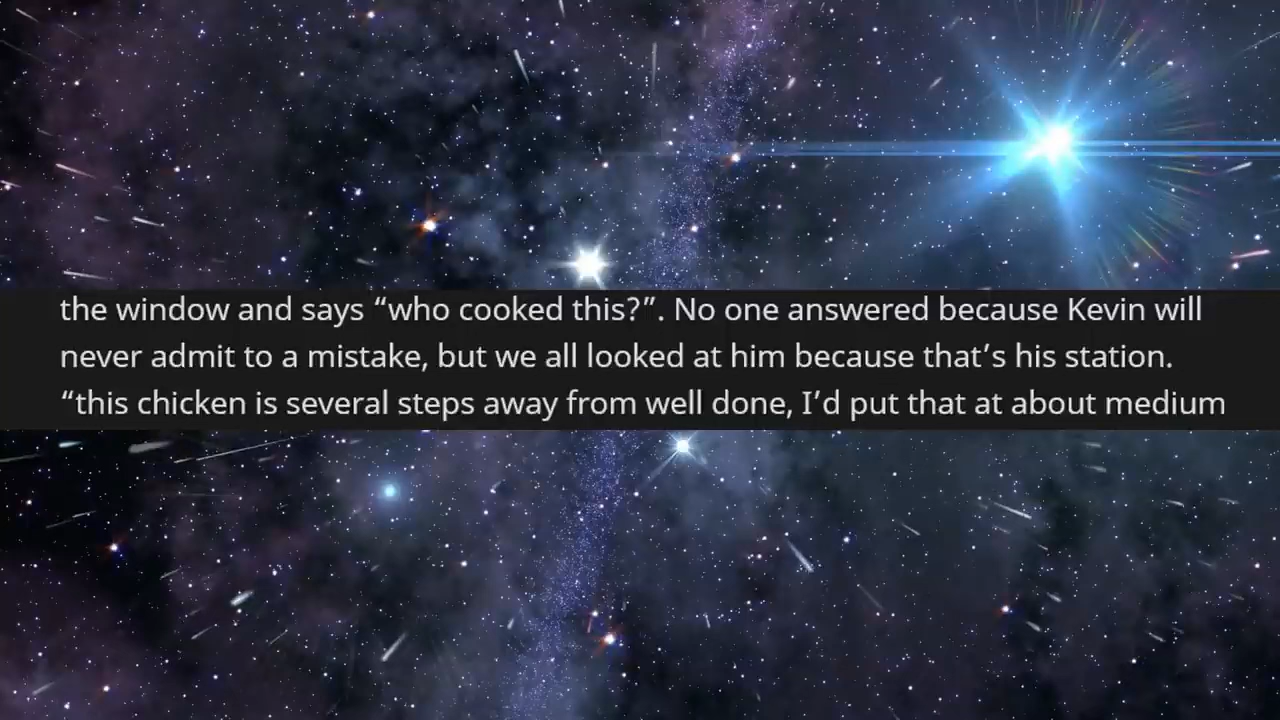 the window and says “who cooked this?”. No one answered because Kevin will
never admit to a mistake, but we all looked at him because that’s his station.
“this chicken is several steps away from well done, I’d put that at about medium